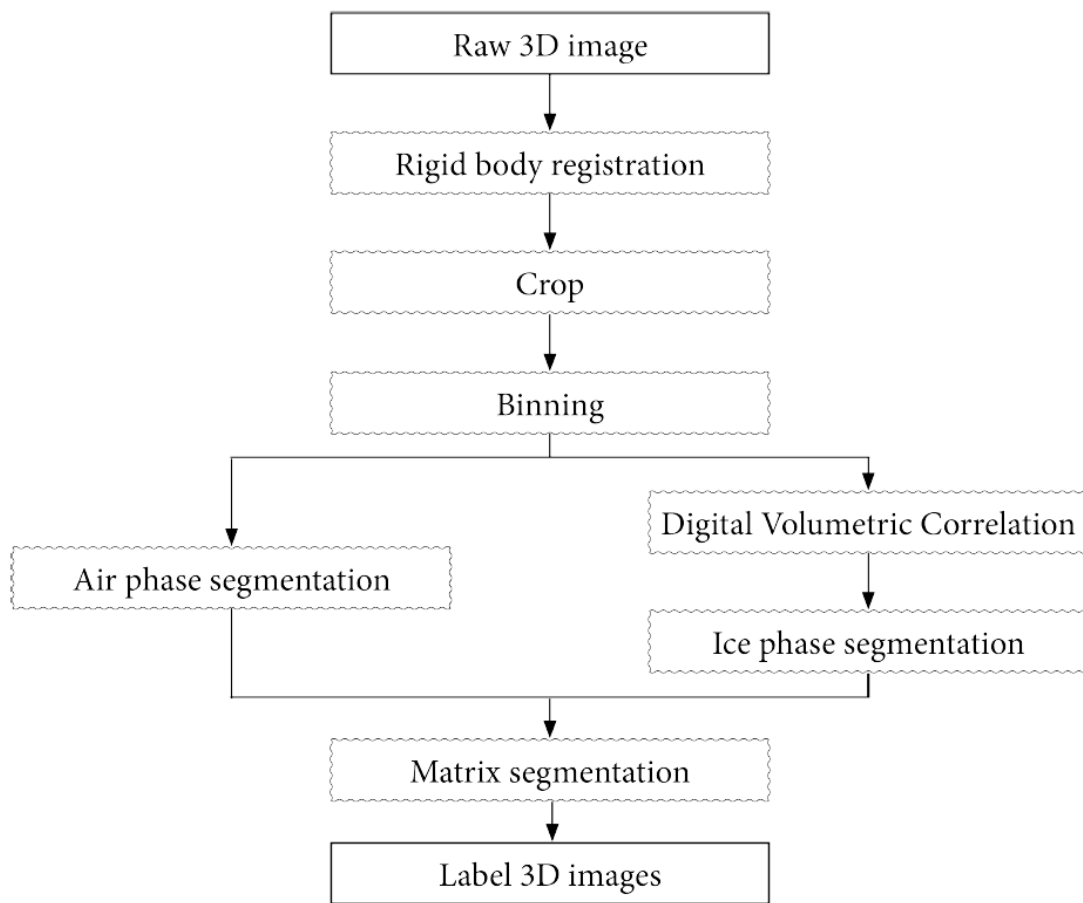 Raw 3D image
Rigid body registration
Crop
Binning
Digital Volumetric Correlation
Air phase segmentation
Ice phase segmentation
Matrix segmentation
Label 3D images